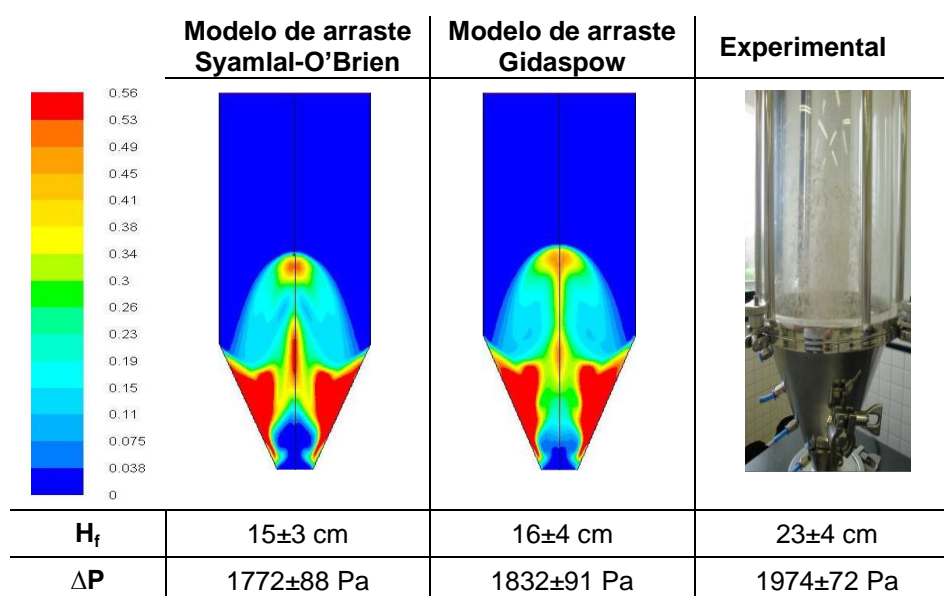 Modelo de arraste
Syamlal-O’Brien
Modelo de arraste
Gidaspow
Experimental
0.56
0.53
0.49
0.45
0.41
0.38
0.34
0.3
0.26
0.23
0.19
0.15
0.11
0.075
0.038
0
Hf 15±3 cm 16±4 cm 23±4 cm
∆P 1772±88 Pa 1832±91 Pa 1974±72 Pa